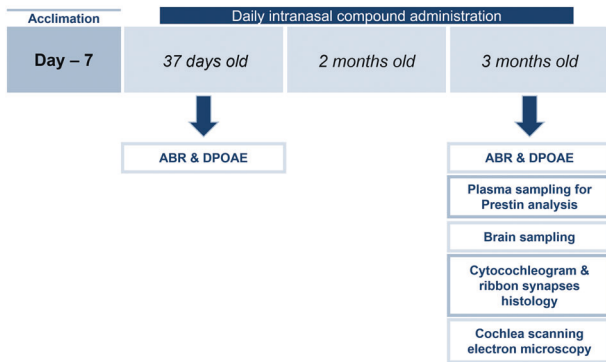 Acclimation
Daily intranasal compound administration
Day – 7
37 days old
2 months old
3 months old
ABR & DPOAE
ABR & DPOAE
Plasma sampling for
Prestin analysis
Brain sampling
Cytocochleogram &
ribbon synapses
histology
Cochlea scanning
electron microscopy